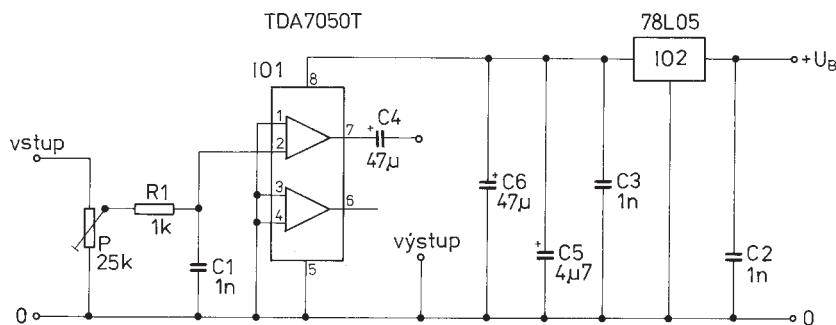 TDA7050T
78L05
IO1
8
IO2
+U_B
1
7
C4
2
+
47µ
vstup
3
6
4
R1
1k
P
25k
C1
1n
5
výstup
+
C6
47µ
+
C5
4µ7
C3
1n
C2
1n
0
0